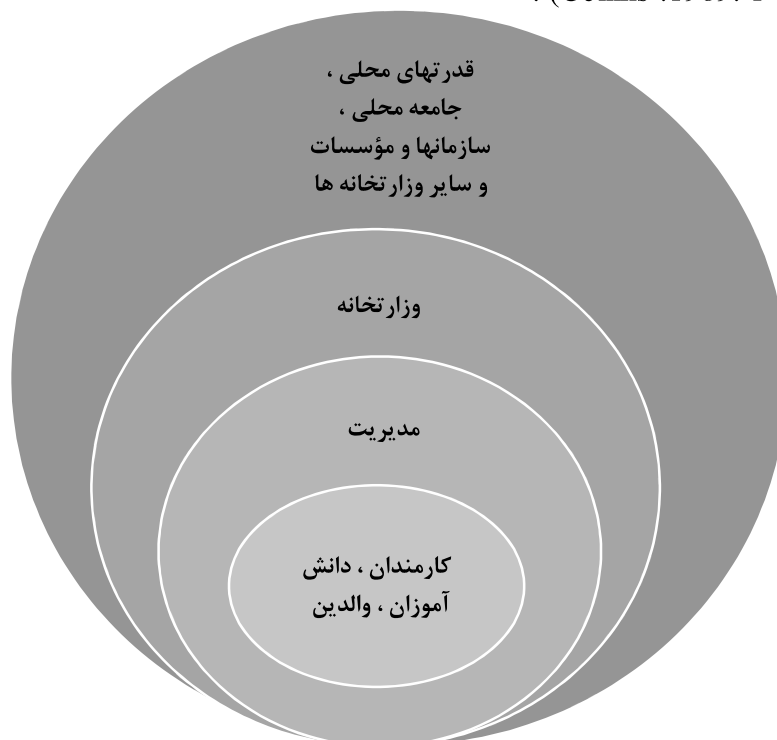 قدرتهای محلی ،
جامعه محلی ،
سازمانها و مؤسسات
و سایر وزارتخانه ها
وزارتخانه
مدیریت
کارمندان ، دانش
آموزان ، والدین